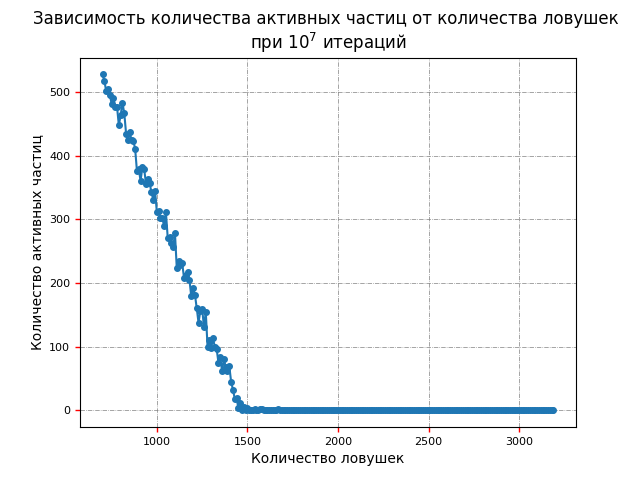 Зависимость количества активных частиц от количества ловушек
при 10⁷ итераций
500
400
300
200
100
0
Количество активных частиц
1000 1500 2000 2500 3000
Количество ловушек